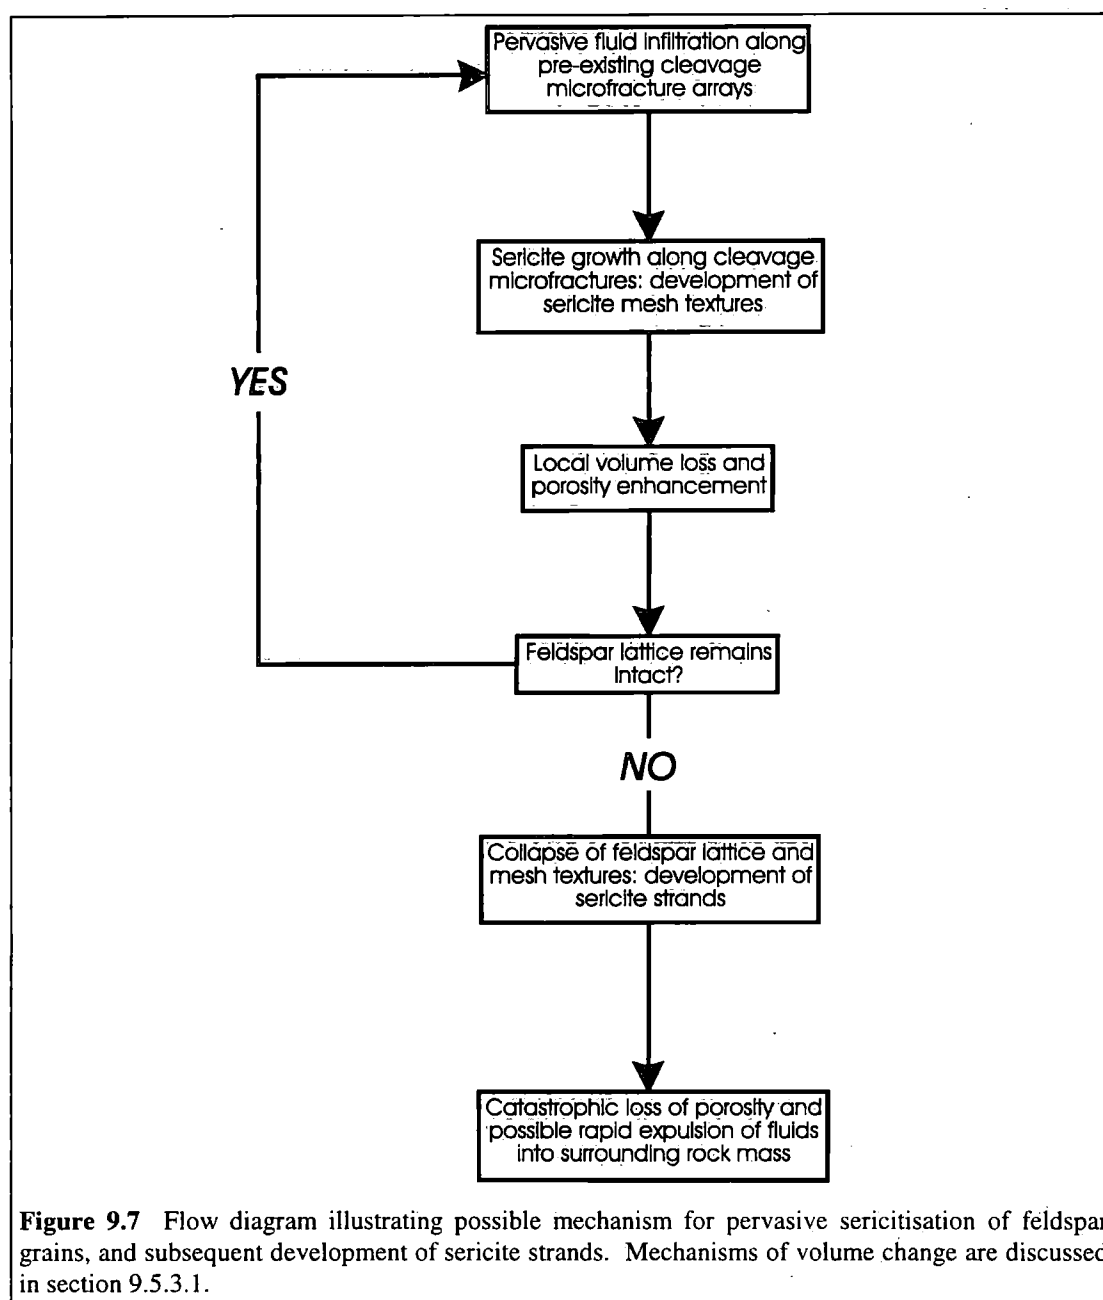 Pervasive fluid infiltration along
pre-existing cleavage
microfracture arrays
Sericite growth along cleavage
microfractures: development of
sericite mesh textures
YES
Local volume loss and
porosity enhancement
Feldspar lattice remains
intact?
NO
Collapse of feldspar lattice and
mesh textures: development of
sericite strands
Catastrophic loss of porosity and
possible rapid expulsion of fluids
into surrounding rock mass
Figure 9.7 Flow diagram illustrating possible mechanism for pervasive sericitisation of feldspar
grains, and subsequent development of sericite strands. Mechanisms of volume change are discussed
in section 9.5.3.1.